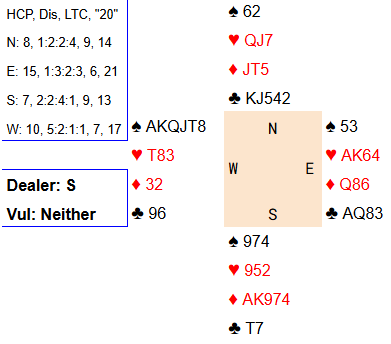 HCP, Dis, LTC, "20"
N: 8, 1:2:2:4, 9, 14
E: 15, 1:3:2:3, 6, 21
S: 7, 2:2:4:1, 9, 13
W: 10, 5:2:1:1, 7, 17
Dealer: S
Vul: Neither
♠ 62
♥ QJ7
♦ JT5
♣ KJ542
♠ AKQJT8
♥ T83
♦ 32
♣ 96
N
W E
S
♠ 53
♥ AK64
♦ Q86
♣ AQ83
♠ 974
♥ 952
♦ AK974
♣ T7